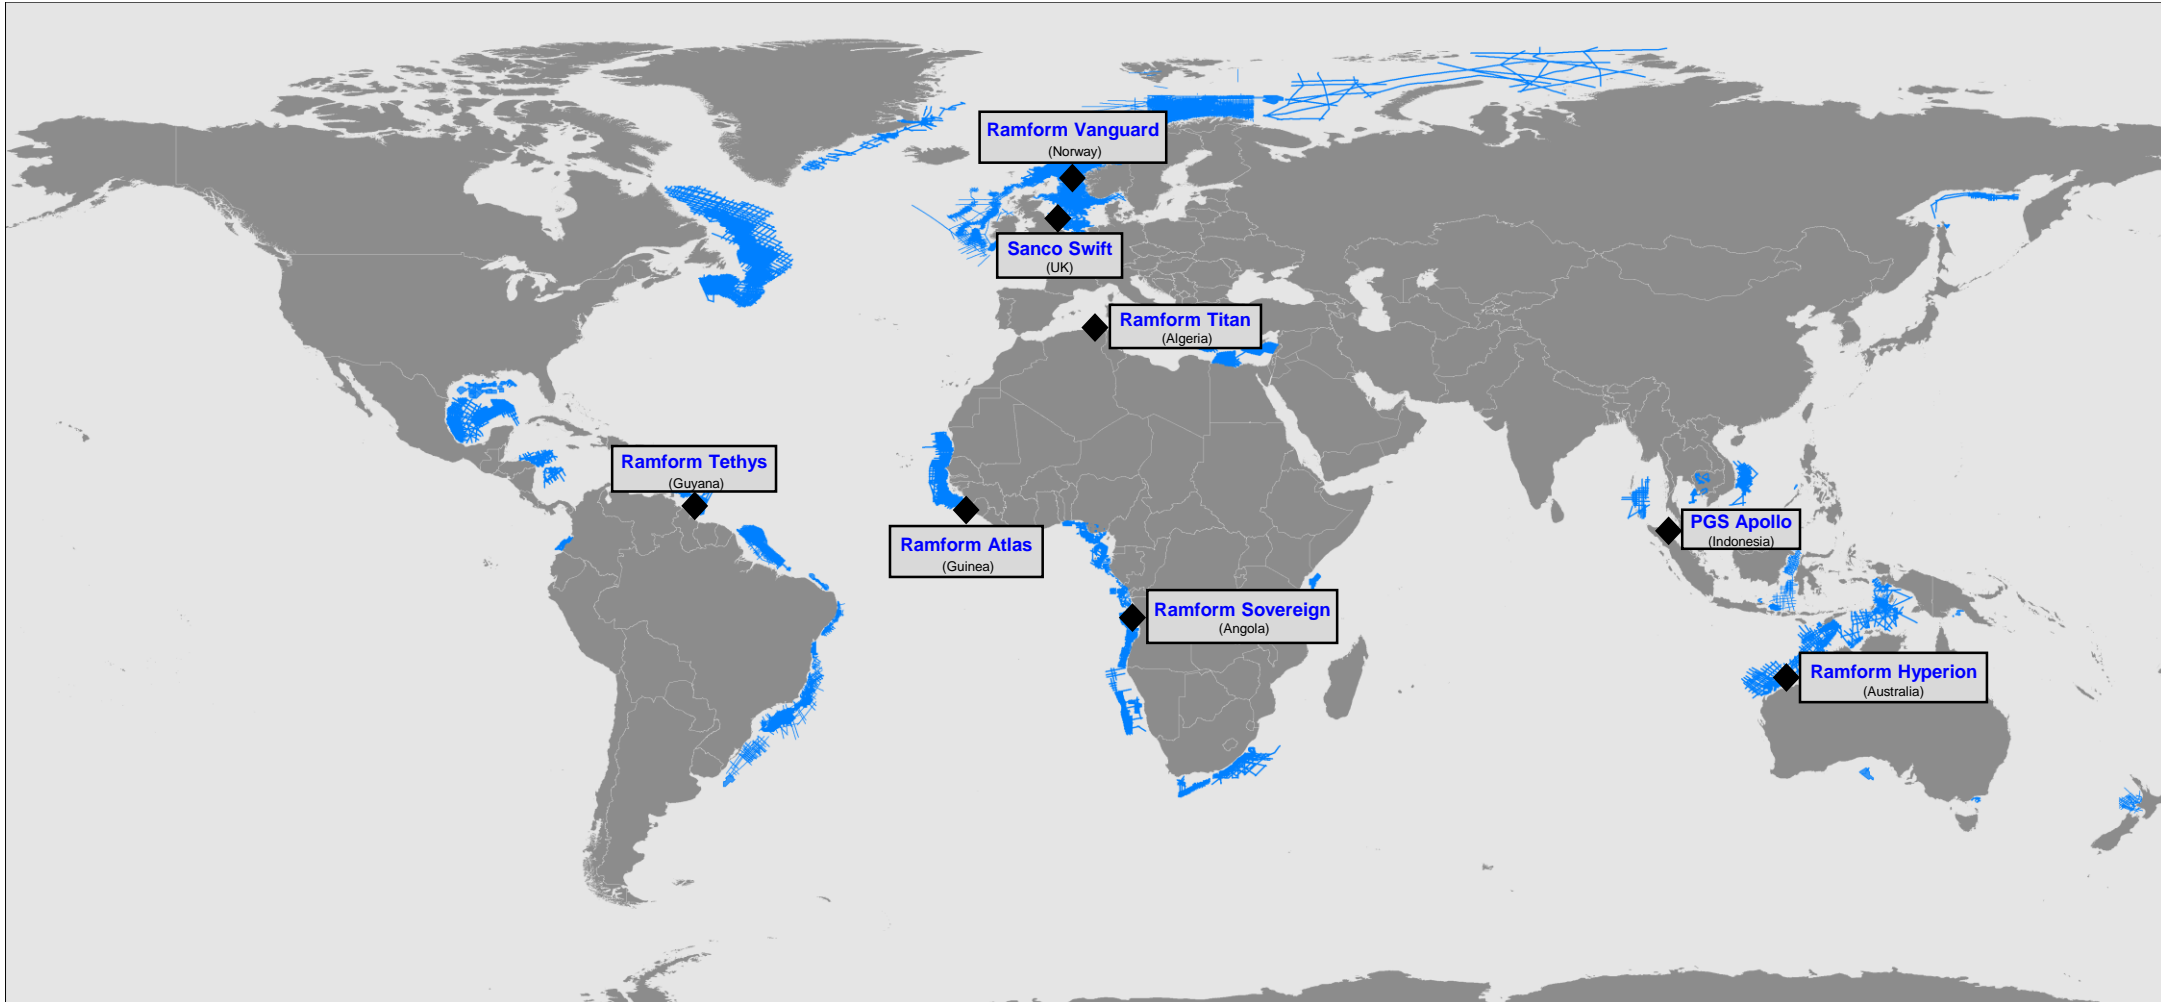 Ramform Vanguard
(Norway)
Sanco Swift
(UK)
Ramform Titan
(Algeria)
Ramform Tethys
(Guyana)
Ramform Atlas
(Guinea)
PGS Apollo
(Indonesia)
Ramform Sovereign
(Angola)
Ramform Hyperion
(Australia)